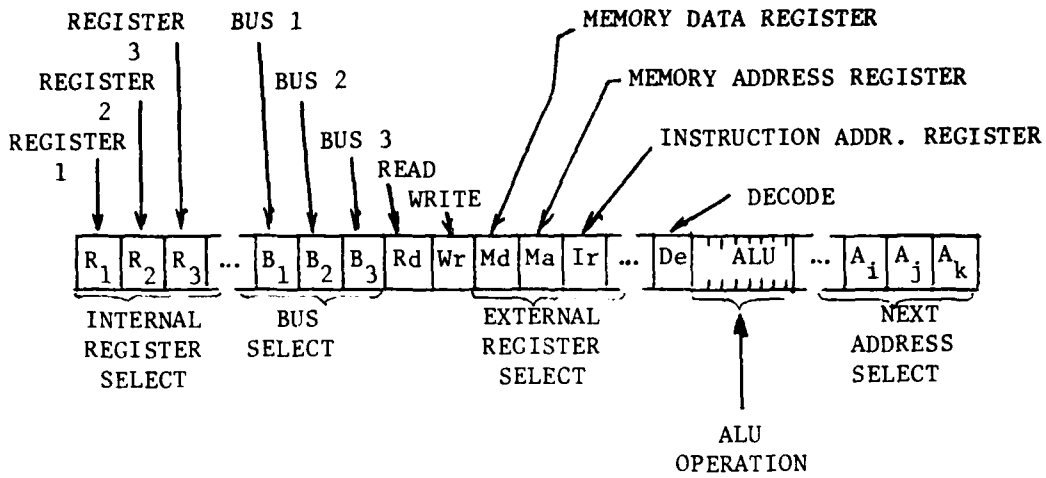 REGISTER 3
REGISTER 2
REGISTER 1
BUS 1
BUS 2
BUS 3
READ
WRITE
MEMORY DATA REGISTER
MEMORY ADDRESS REGISTER
INSTRUCTION ADDR. REGISTER
DECODE
R1 R2 R3 ... B1 B2 B3 Rd Wr Md Ma Ir ... De ALU ... Ai Aj Ak
INTERNAL
REGISTER
SELECT
BUS
SELECT
EXTERNAL
REGISTER
SELECT
NEXT
ADDRESS
SELECT
ALU
OPERATION